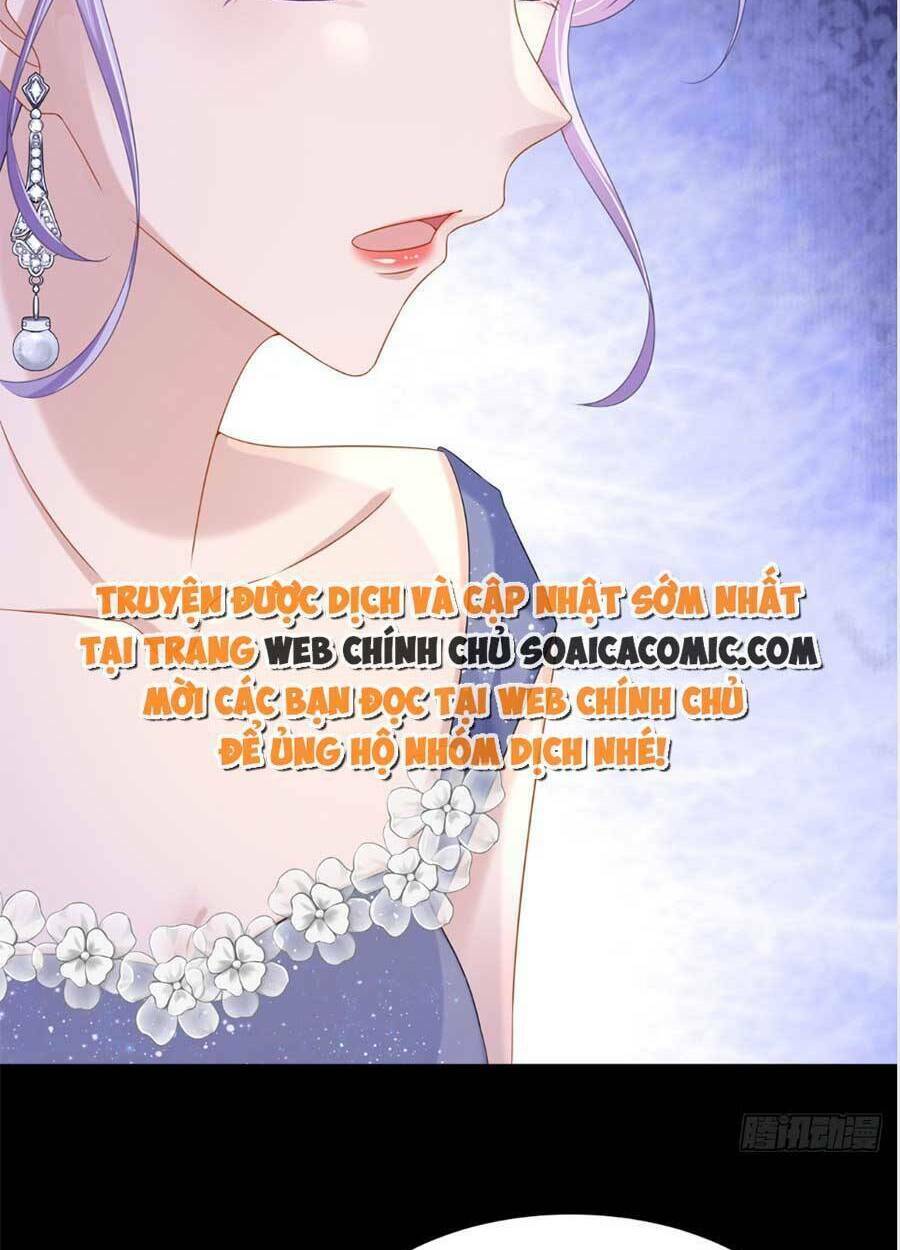 TRUYỆN ĐƯỢC DỊCH VÀ CẬP NHẬT SỚM NHẤT
TẠI TRANG WEB CHÍNH CHỦ SOAICACOMIC.COM
MỜI CÁC BẠN ĐỌC TẠI WEB CHÍNH CHỦ
ĐỂ ỦNG HỘ NHÓM DỊCH NHÉ!
腾讯动漫